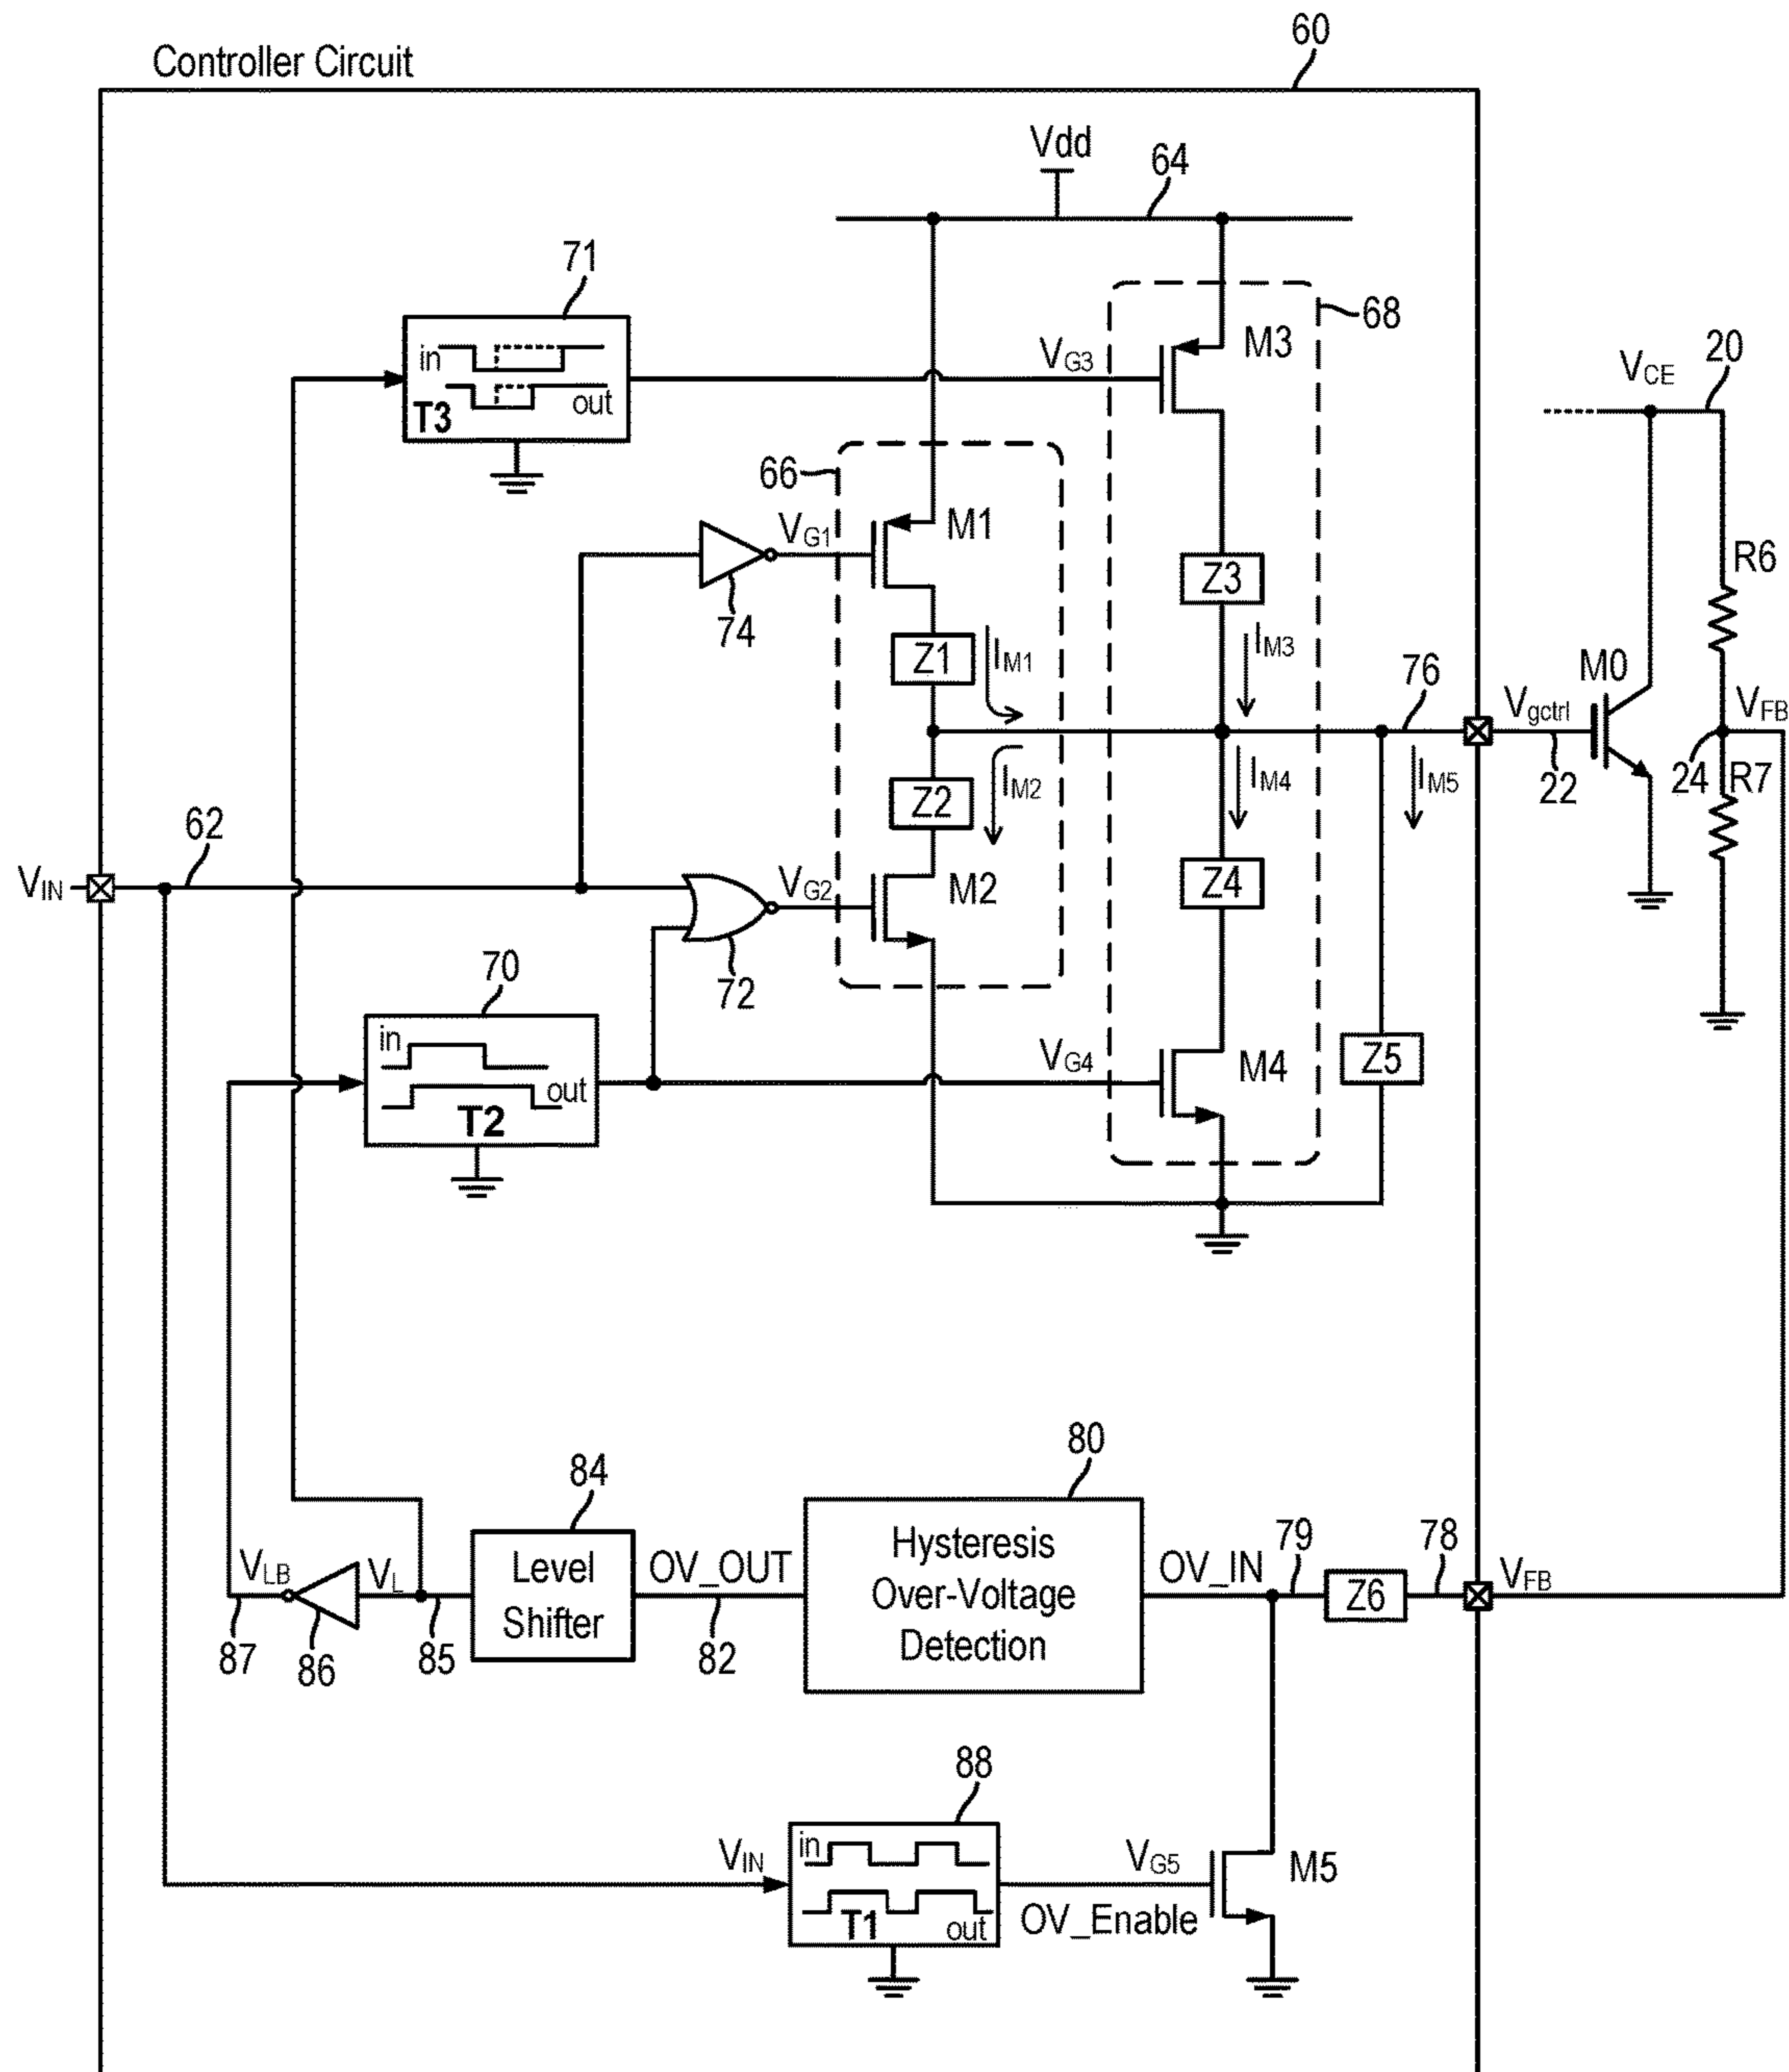 60
Controller Circuit
Vdd
64
71
68
in
out
T3
VG3
M3
20
VCE
66
VG1
M1
R6
74
Z3
Z1
IM1
IM3
76
M0
Vgctrl
VFB
24
22
R7
Z2
IM2
IM4
IM5
62
VIN
VG2
M2
Z4
72
70
in
out
T2
VG4
M4
Z5
80
84
Hysteresis
Over-Voltage
Detection
Level
Shifter
OV_OUT
OV_IN
79
78
VLB
VL
Z6
VFB
87
86
85
82
88
VIN
in
T1
out
VG5
OV_Enable
M5